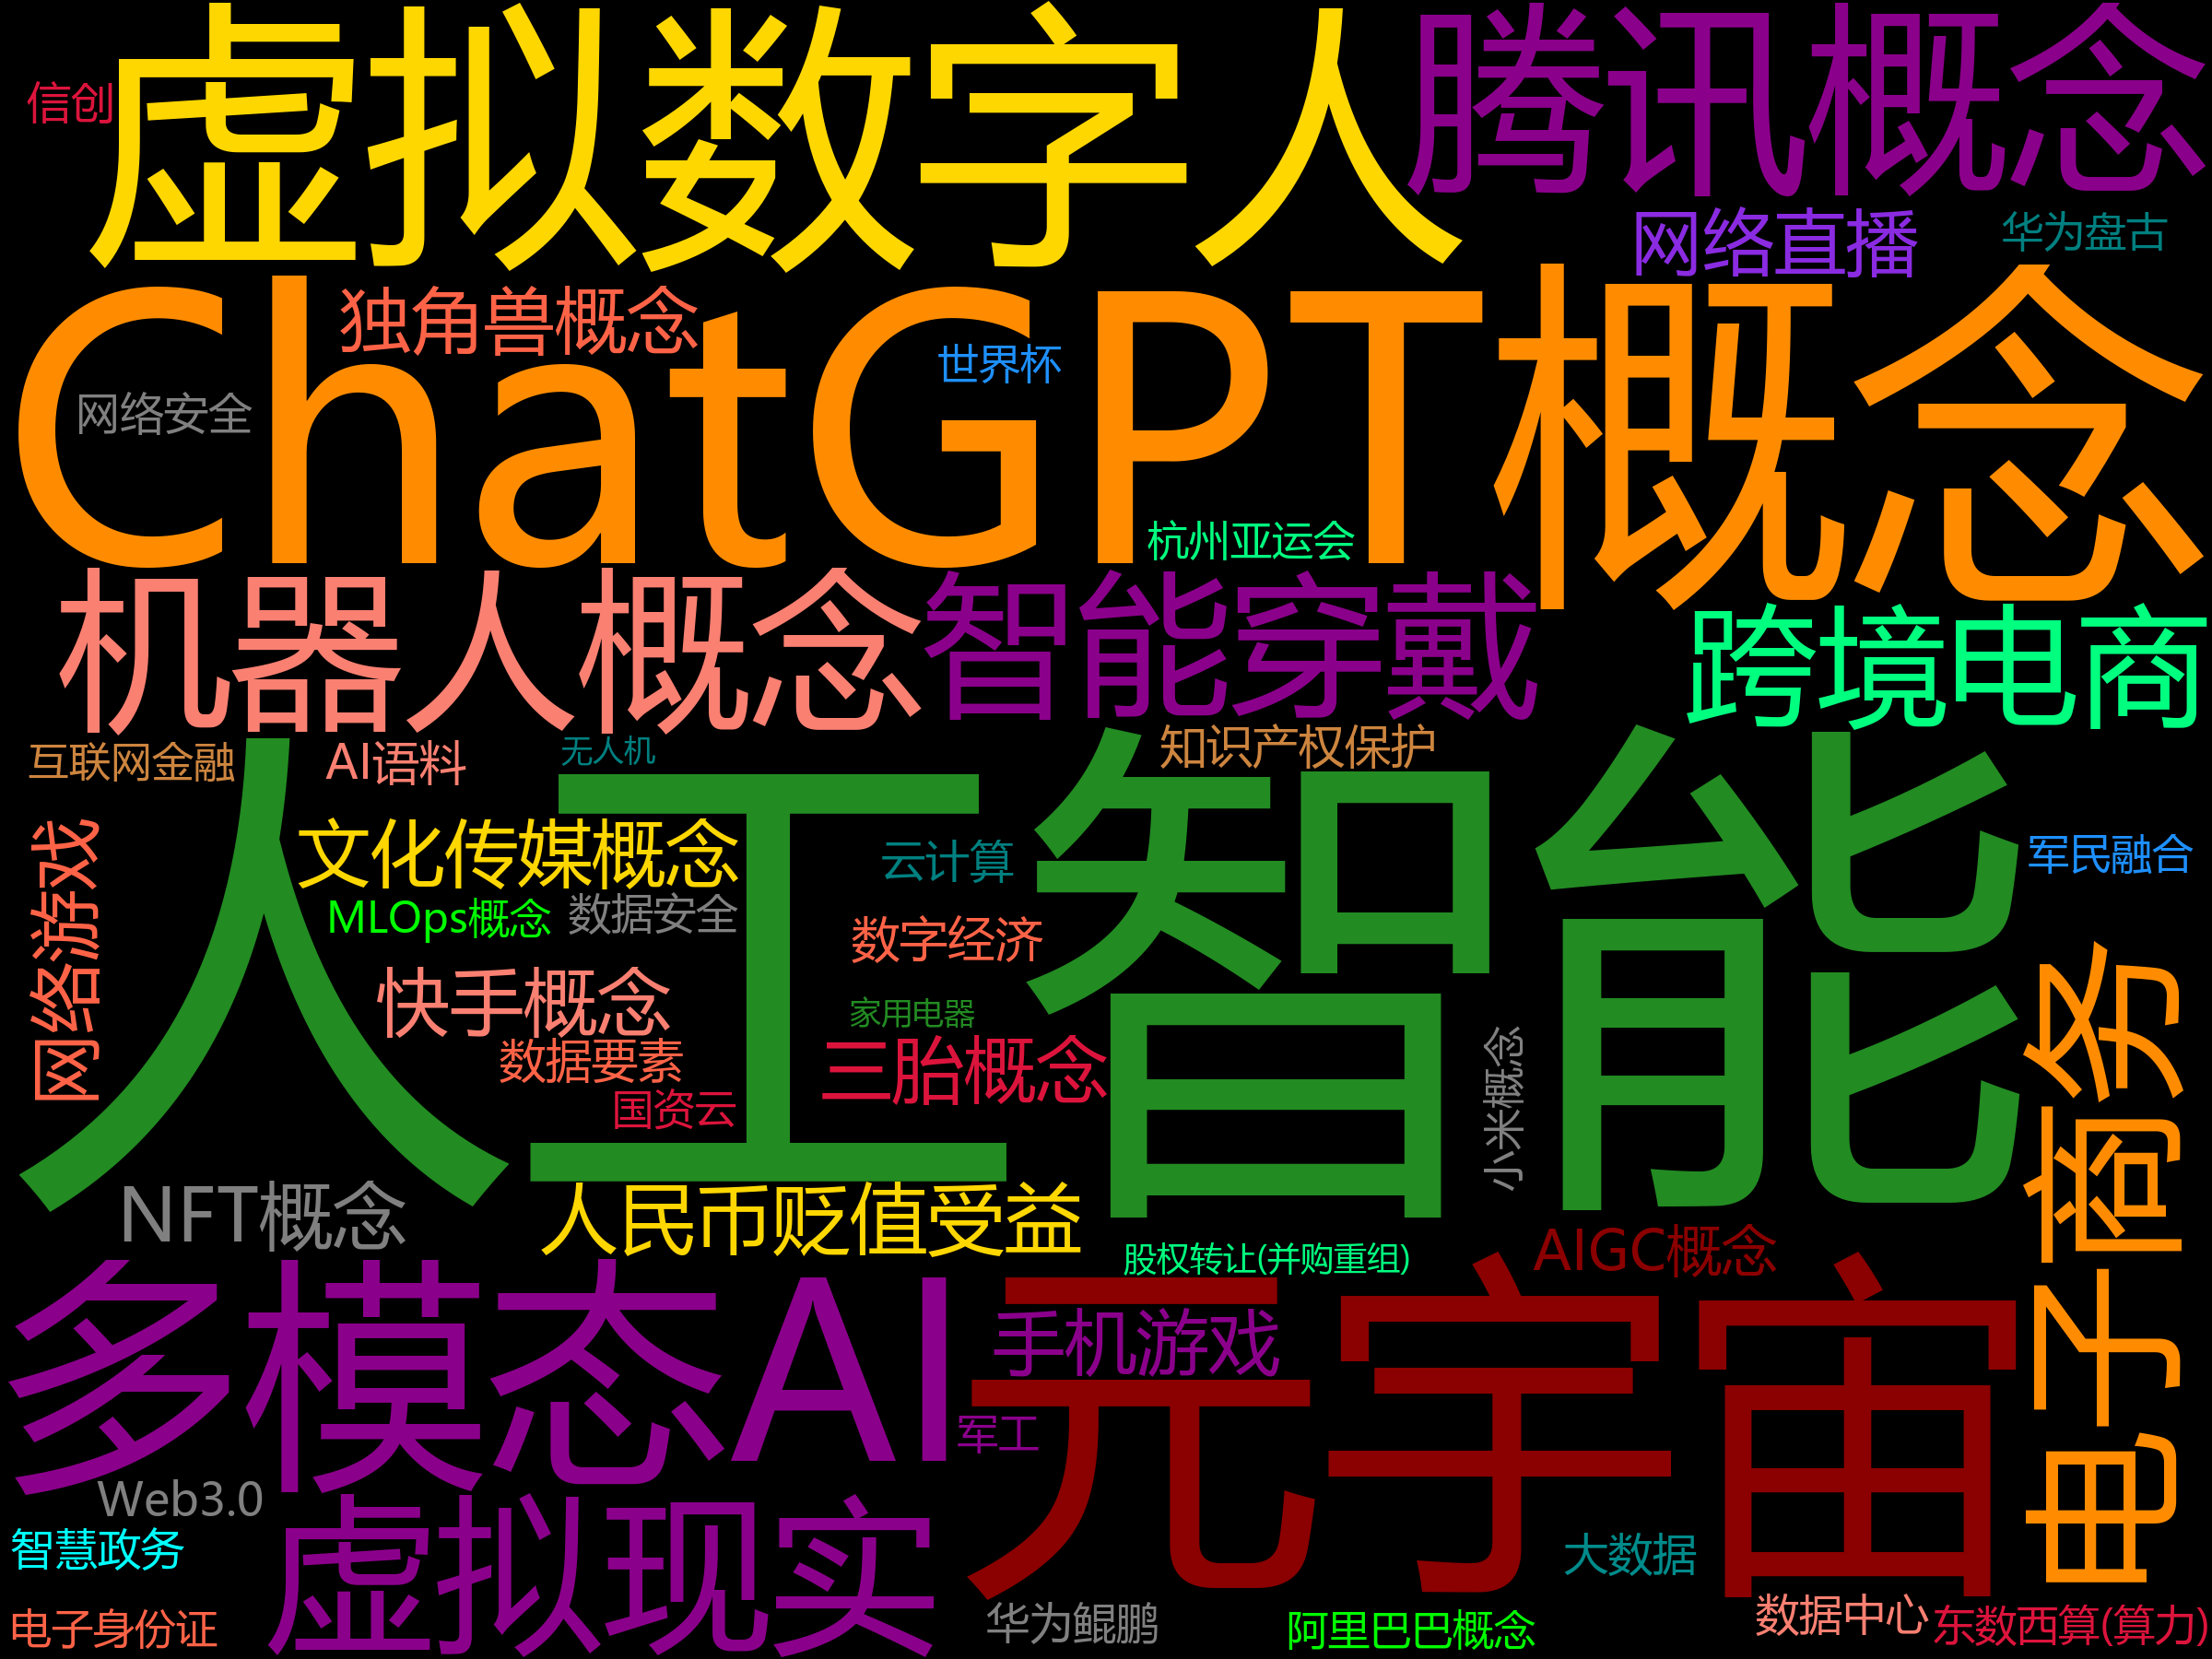 虚拟数字人
腾讯概念
信创
网络直播
华为盘古
ChatGPT概念
独角兽概念
世界杯
网络安全
杭州亚运会
机器人概念
智能穿戴
跨境电商
知识产权保护
互联网金融
AI语料
无人机
人工智能
文化传媒概念
云计算
军民融合
网络游戏
MLOps概念
数据安全
数字经济
快手概念
家用电器
数据要素
三胎概念
国资云
小米概念
电子商务
NFT概念
人民币贬值受益
股权转让(并购重组)
AIGC概念
多模态AI
元宇宙
手机游戏
军工
Web3.0
虚拟现实
智慧政务
大数据
电子身份证
华为鲲鹏
阿里巴巴概念
数据中心
东数西算(算力)